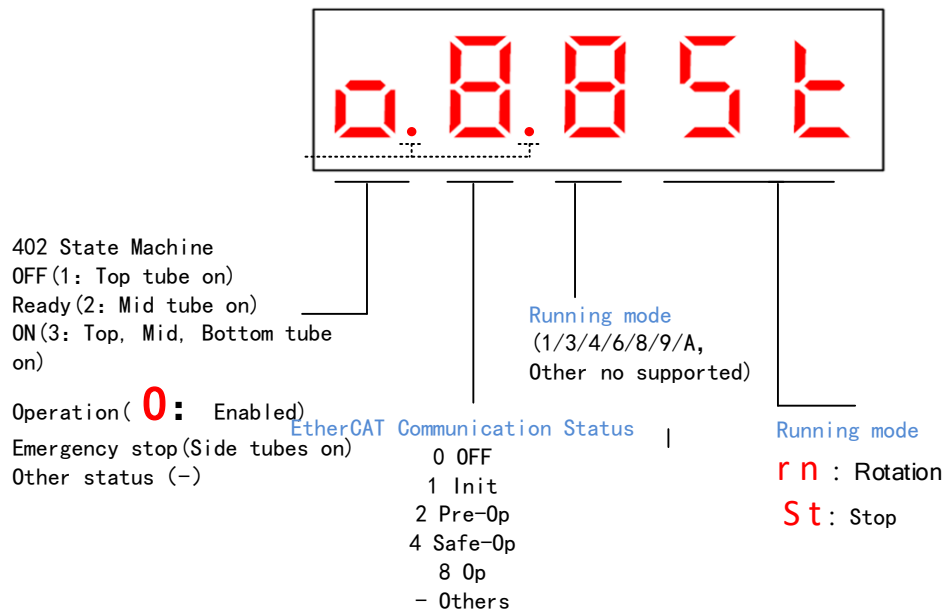 o.8.8St
402 State Machine
OFF(1: Top tube on)
Ready(2: Mid tube on)
ON(3: Top, Mid, Bottom tube
on)
Operation( 0: Enabled)
Emergency stop(Side tubes on)
Other status (-)
EtherCAT Communication Status
0 OFF
1 Init
2 Pre-Op
4 Safe-Op
8 Op
- Others
Running mode
(1/3/4/6/8/9/A,
Other no supported)
Running mode
rn : Rotation
St: Stop